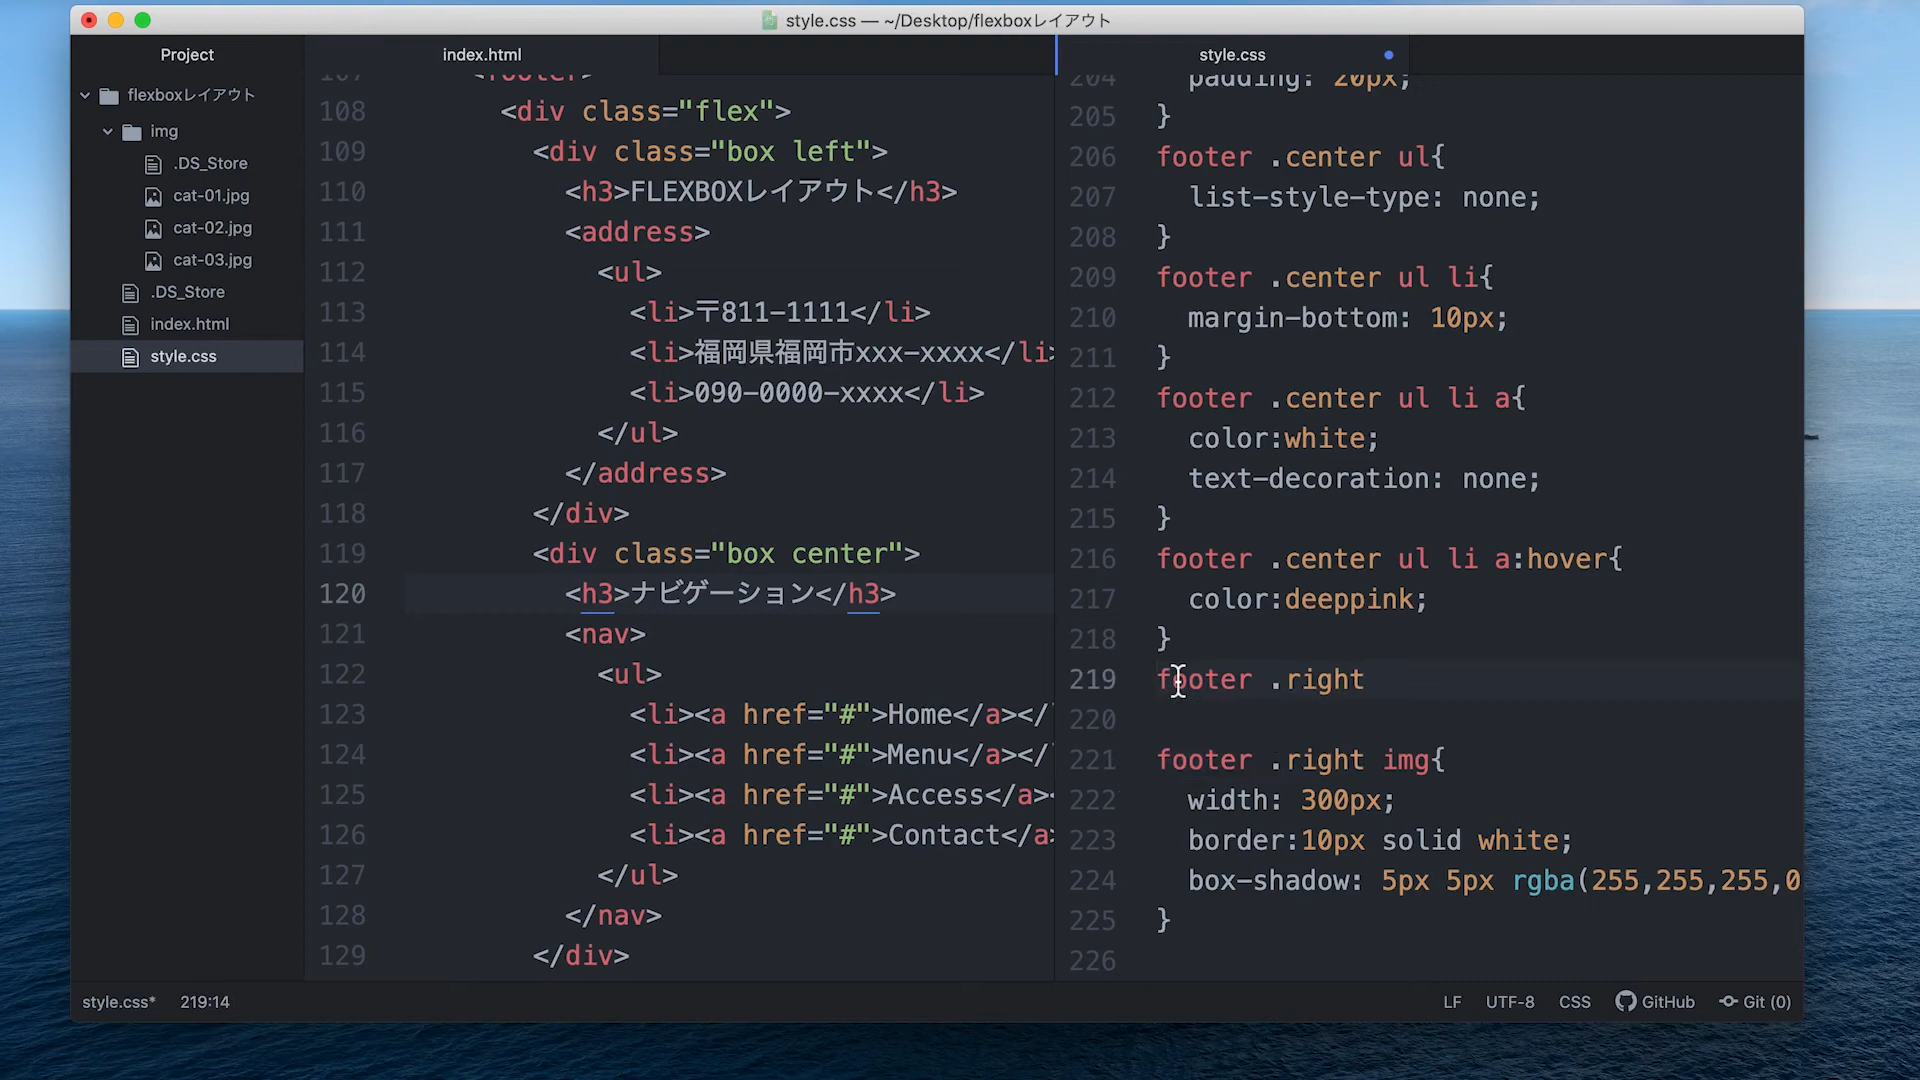 style.css — ~/Desktop/flexboxレイアウト
Project
flexboxレイアウト
img
.DS_Store
cat-01.jpg
cat-02.jpg
cat-03.jpg
.DS_Store
index.html
style.css
index.html
107 <footer>
108 <div class="flex">
109 <div class="box left">
110 <h3>FLEXBOXレイアウト</h3>
111 <address>
112 <ul>
113 <li>〒811-1111</li>
114 <li>福岡県福岡市xxx-xxxx</li>
115 <li>090-0000-xxxx</li>
116 </ul>
117 </address>
118 </div>
119 <div class="box center">
120 <h3>ナビゲーション</h3>
121 <nav>
122 <ul>
123 <li><a href="#">Home</a></l
124 <li><a href="#">Menu</a></l
125 <li><a href="#">Access</a><
126 <li><a href="#">Contact</a>
127 </ul>
128 </nav>
129 </div>
style.css
204 padding: 20px;
205 }
206 footer .center ul{
207 list-style-type: none;
208 }
209 footer .center ul li{
210 margin-bottom: 10px;
211 }
212 footer .center ul li a{
213 color:white;
214 text-decoration: none;
215 }
216 footer .center ul li a:hover{
217 color:deeppink;
218 }
219 footer .right
220
221 footer .right img{
222 width: 300px;
223 border:10px solid white;
224 box-shadow: 5px 5px rgba(255,255,255,0
225 }
226
style.css* 219:14
LF UTF-8 CSS GitHub Git (0)